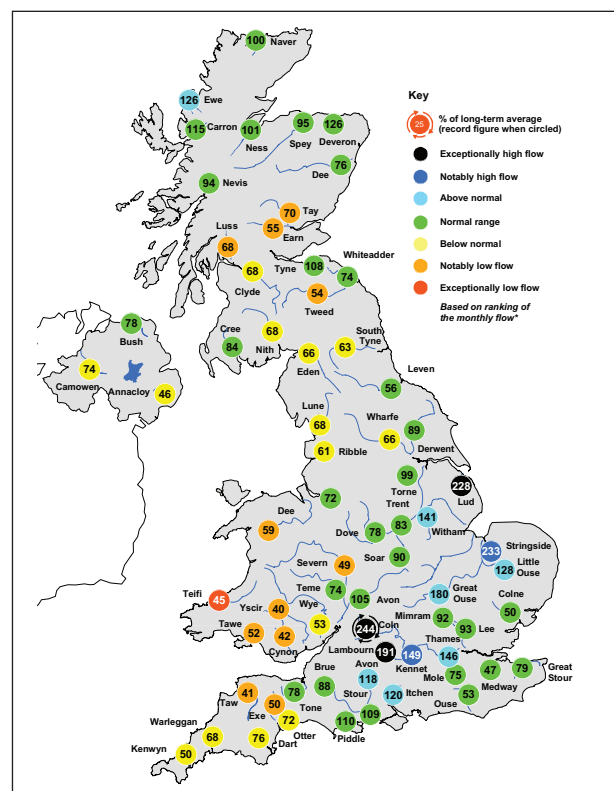 Key
25
% of long-term average
(record figure when circled)
Exceptionally high flow
Notably high flow
Above normal
Normal range
Below normal
Notably low flow
Exceptionally low flow
Based on ranking of
the monthly flow*
100
Naver
126
Ewe
115
Carron
101
Ness
95
Spey
126
Deveron
76
Dee
94
Nevis
70
Tay
55
Earn
Luss
68
68
Clyde
Tyne
108
Whiteadder
74
54
Tweed
Cree
84
68
Nith
South
Tyne
63
66
Eden
78
Bush
74
Camowen
Annacloy
46
Leven
56
Lune
68
Wharfe
66
89
Derwent
61
Ribble
99
Torne
228
Lud
72
Dee
59
Trent
83
141
Witham
Dove
78
Soar
90
233
Stringside
128
Little
Ouse
Severn
49
Teme
74
105
Avon
180
Great
Ouse
Colne
50
Teifi
45
Yscir
40
Wye
53
Tawe
52
42
Cynon
244
Coln
Mimram
92
93
Lee
Lambourn
191
149
Kennet
Thames
146
Mole
75
47
Medway
79
Great
Stour
Brue
88
Avon
118
Stour
120
Itchen
Ouse
53
109
110
Piddle
41
Taw
50
Exe
78
Tone
72
Otter
76
Dart
Warleggan
68
Kenwyn
50